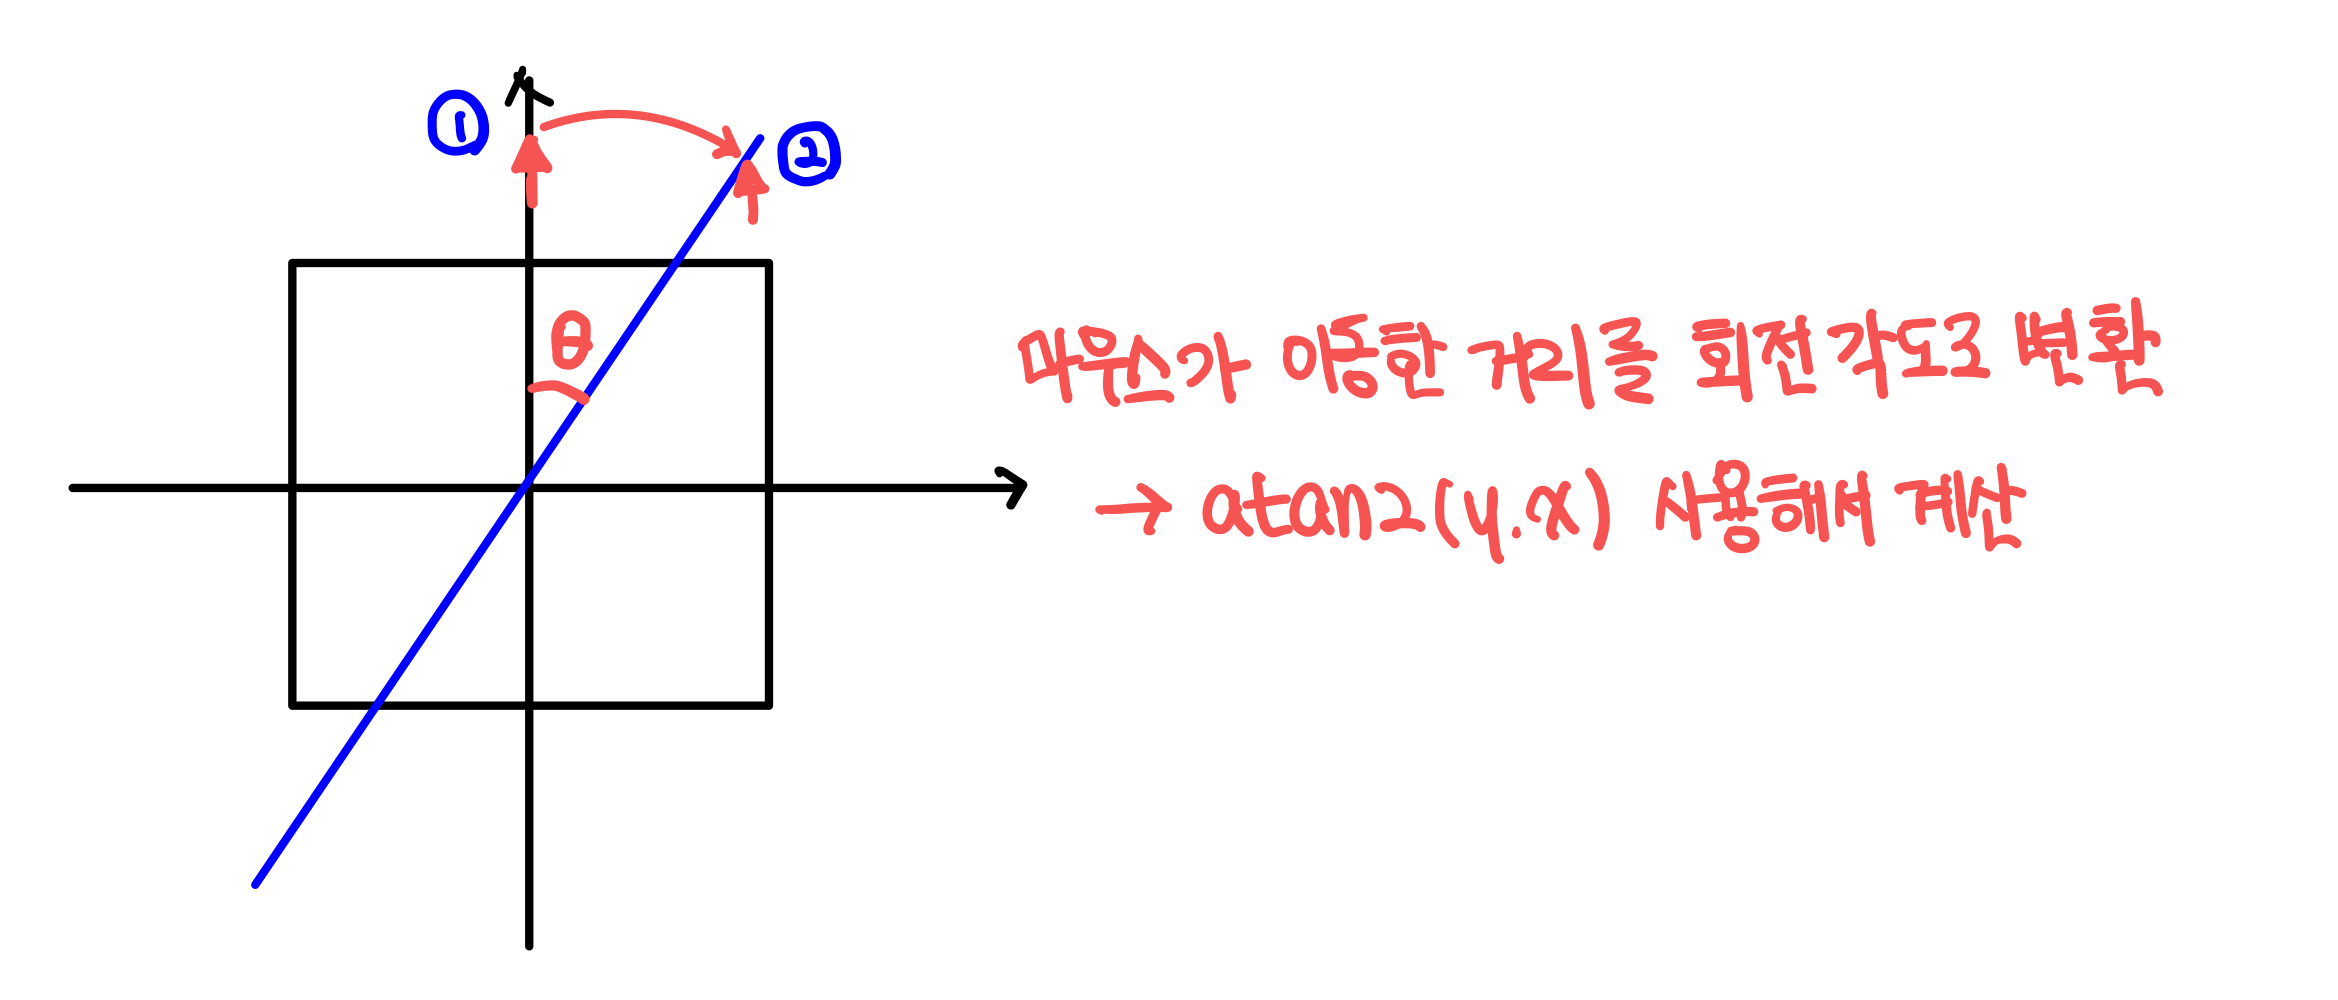 ①
②
θ
마우스가 이동한 거리를 회전각도로 변환
→ atan2(y.x) 사용해서 계산